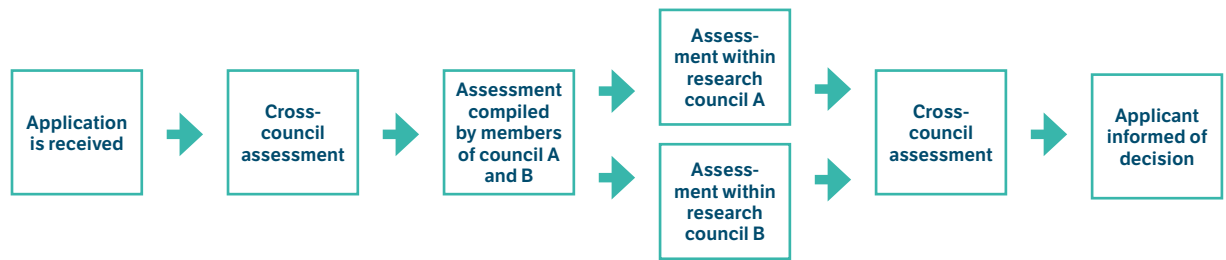 Application
is received
Cross-
council
assessment
Assessment
compiled
by members
of council A
and B
Assess-
ment within
research
council A
Assess-
ment within
research
council B
Cross-
council
assessment
Applicant
informed of
decision